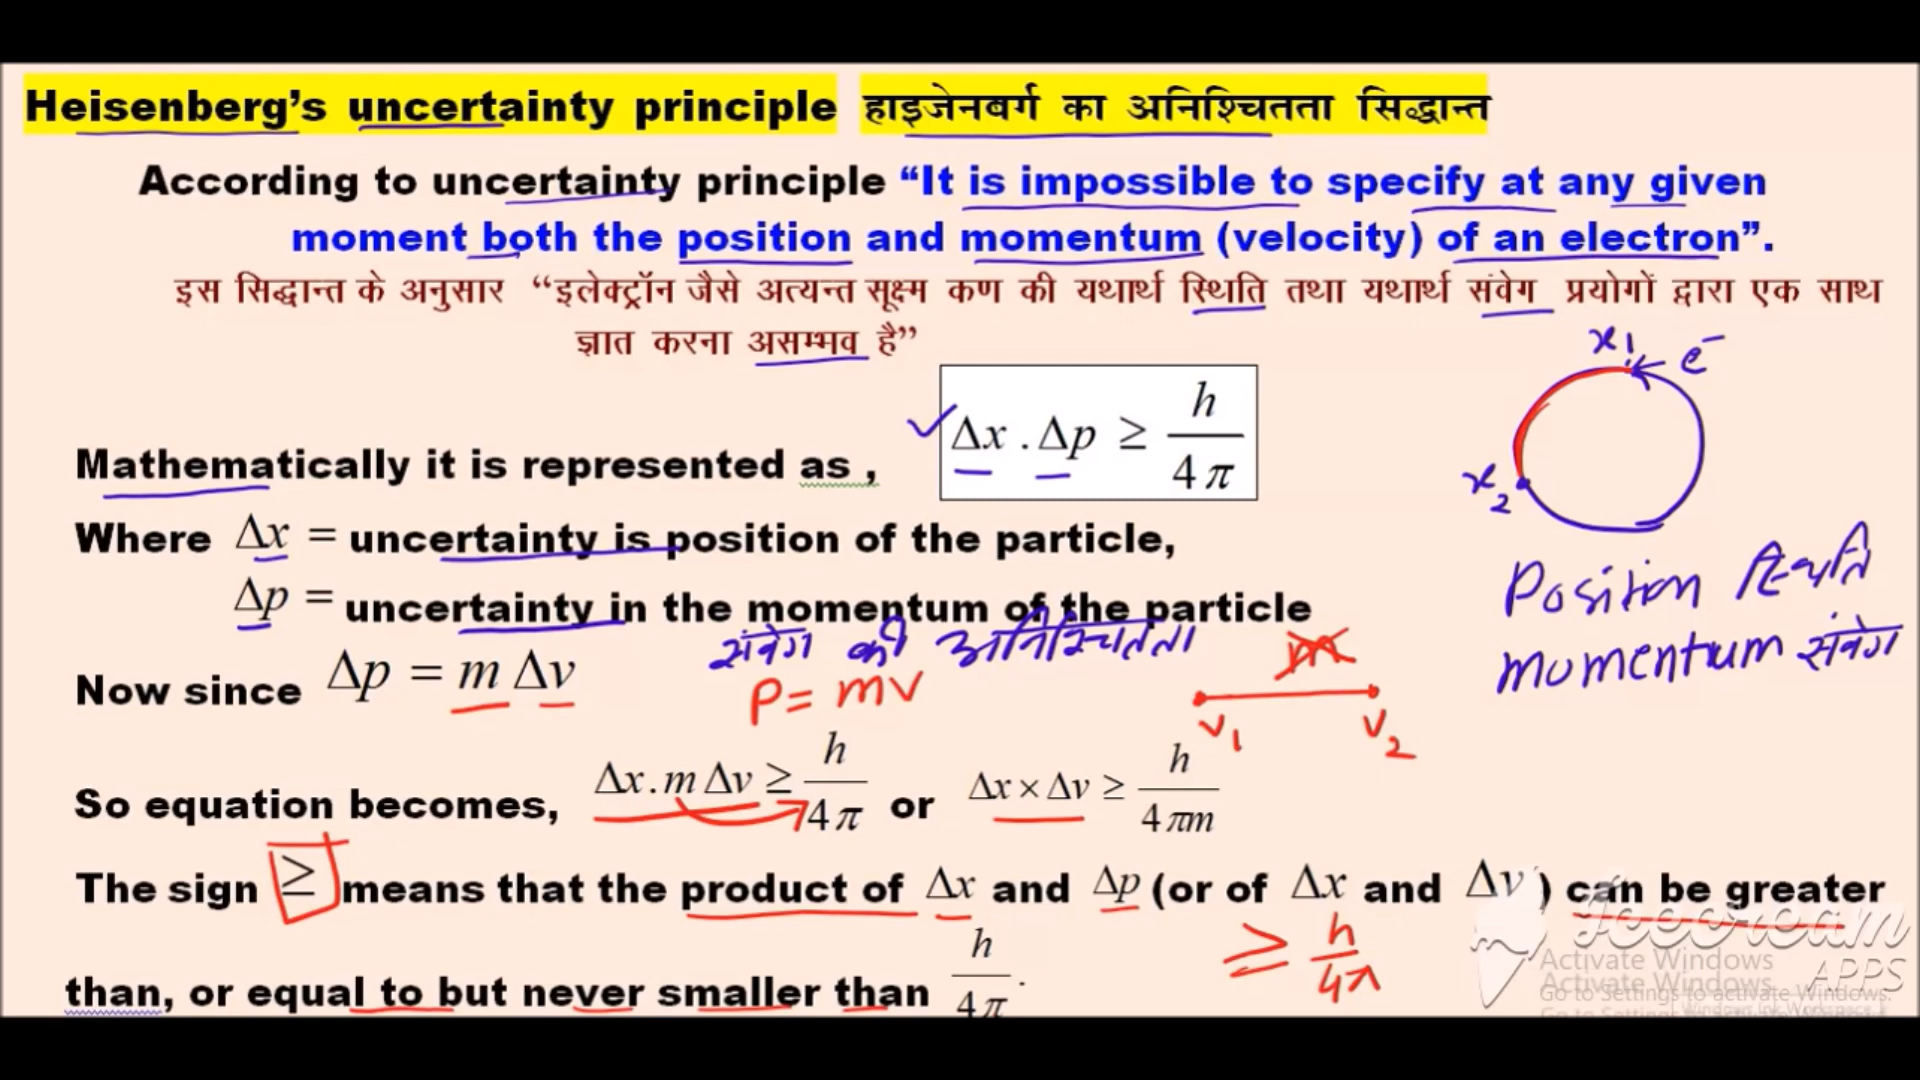 Heisenberg’s uncertainty principle हाइजेनबर्ग का अनिश्चितता सिद्धान्त
According to uncertainty principle “It is impossible to specify at any given
moment both the position and momentum (velocity) of an electron”.
इस सिद्धान्त के अनुसार “इलेक्ट्रॉन जैसे अत्यन्त सूक्ष्म कण की यथार्थ स्थिति तथा यथार्थ संवेग प्रयोगों द्वारा एक साथ
ज्ञात करना असम्भव है”
x₁ e⁻
Mathematically it is represented as , Δx . Δp ≥ h/4π
x₂
Where Δx = uncertainty is position of the particle,
Position स्थिति
Δp = uncertainty in the momentum of the particle
संवेग की अनिश्चितता
momentum संवेग
Now since Δp = m Δv
P = mv
m
v₁ v₂
So equation becomes, Δx . m Δv ≥ h/4π or Δx × Δv ≥ h/4πm
The sign ≥ means that the product of Δx and Δp (or of Δx and Δv ) can be greater
≥ h/4π
than, or equal to but never smaller than h/4π .
Icecream
APPS
Activate Windows
Activate Windows
Go to Settings to activate Windows.